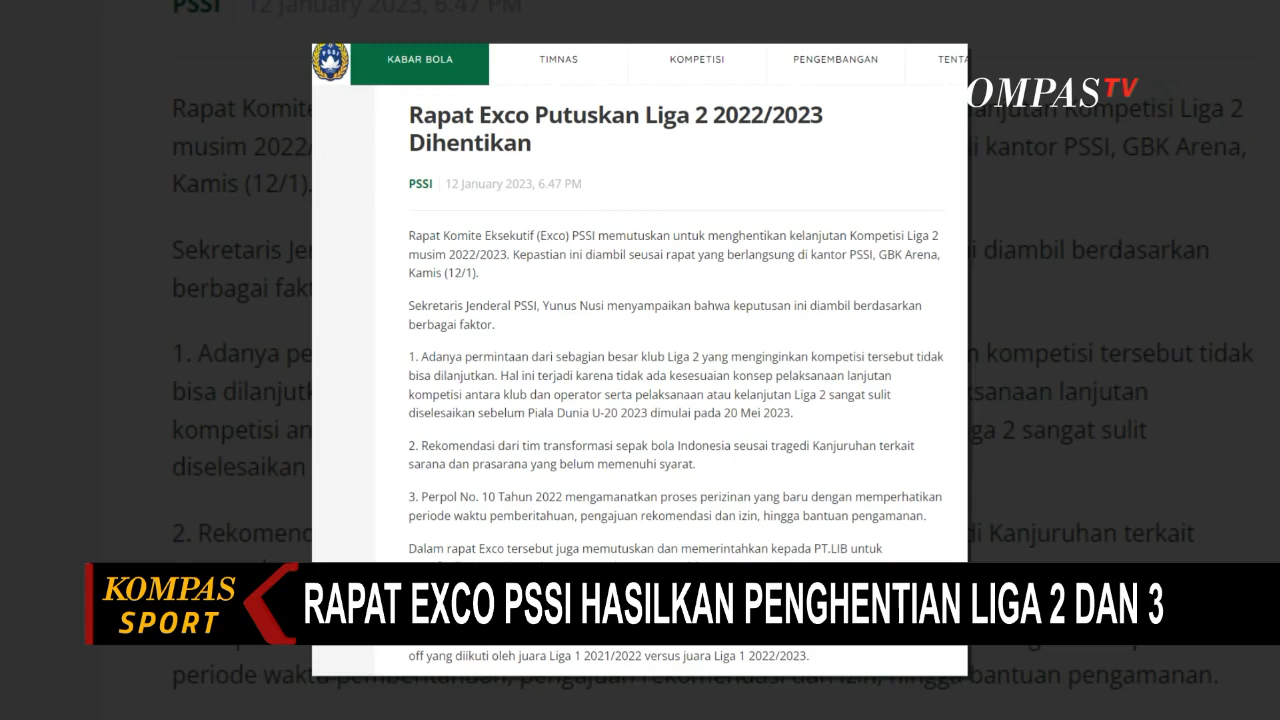 PSSI 12 January 2023, 6.47 PM
KABAR BOLA TIMNAS KOMPETISI PENGEMBANGAN TENTA
KOMPAS TV
Rapat Exco Putuskan Liga 2 2022/2023
Dihentikan
PSSI 12 January 2023, 6.47 PM
Rapat Komite Eksekutif (Exco) PSSI memutuskan untuk menghentikan kelanjutan Kompetisi Liga 2
musim 2022/2023. Kepastian ini diambil seusai rapat yang berlangsung di kantor PSSI, GBK Arena,
Kamis (12/1).
Sekretaris Jenderal PSSI, Yunus Nusi menyampaikan bahwa keputusan ini diambil berdasarkan
berbagai faktor.
1. Adanya permintaan dari sebagian besar klub Liga 2 yang menginginkan kompetisi tersebut tidak
bisa dilanjutkan. Hal ini terjadi karena tidak ada kesesuaian konsep pelaksanaan lanjutan
kompetisi antara klub dan operator serta pelaksanaan atau kelanjutan Liga 2 sangat sulit
diselesaikan sebelum Piala Dunia U-20 2023 dimulai pada 20 Mei 2023.
2. Rekomendasi dari tim transformasi sepak bola Indonesia seusai tragedi Kanjuruhan terkait
sarana dan prasarana yang belum memenuhi syarat.
3. Perpol No. 10 Tahun 2022 mengamanatkan proses perizinan yang baru dengan memperhatikan
periode waktu pemberitahuan, pengajuan rekomendasi dan izin, hingga bantuan pengamanan.
Dalam rapat Exco tersebut juga memutuskan dan memerintahkan kepada PT.LIB untuk
KOMPAS
SPORT
RAPAT EXCO PSSI HASILKAN PENGHENTIAN LIGA 2 DAN 3
off yang diikuti oleh juara Liga 1 2021/2022 versus juara Liga 1 2022/2023.